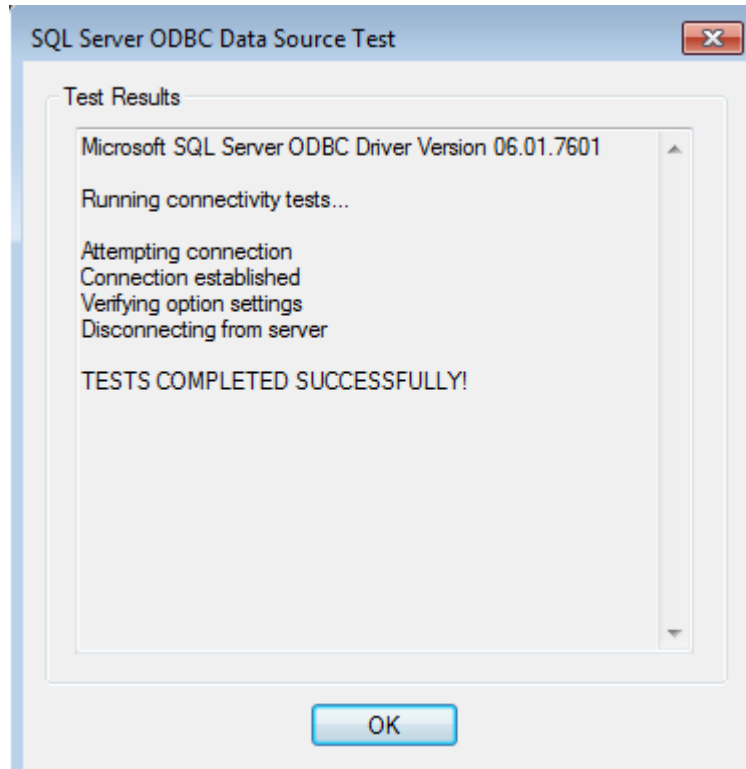 SQL Server ODBC Data Source Test
Test Results
Microsoft SQL Server ODBC Driver Version 06.01.7601
Running connectivity tests...
Attempting connection
Connection established
Verifying option settings
Disconnecting from server
TESTS COMPLETED SUCCESSFULLY!
OK